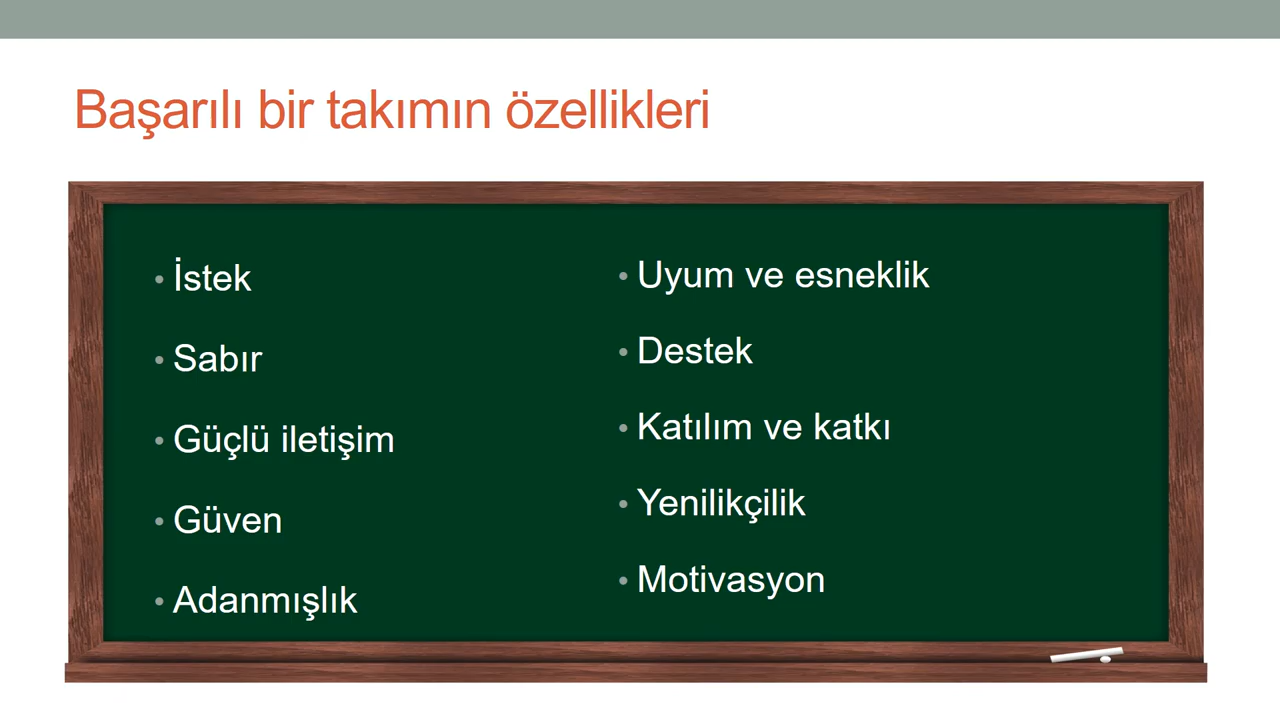 Başarılı bir takımın özellikleri
• İstek
• Sabır
• Güçlü iletişim
• Güven
• Adanmışlık
• Uyum ve esneklik
• Destek
• Katılım ve katkı
• Yenilikçilik
• Motivasyon